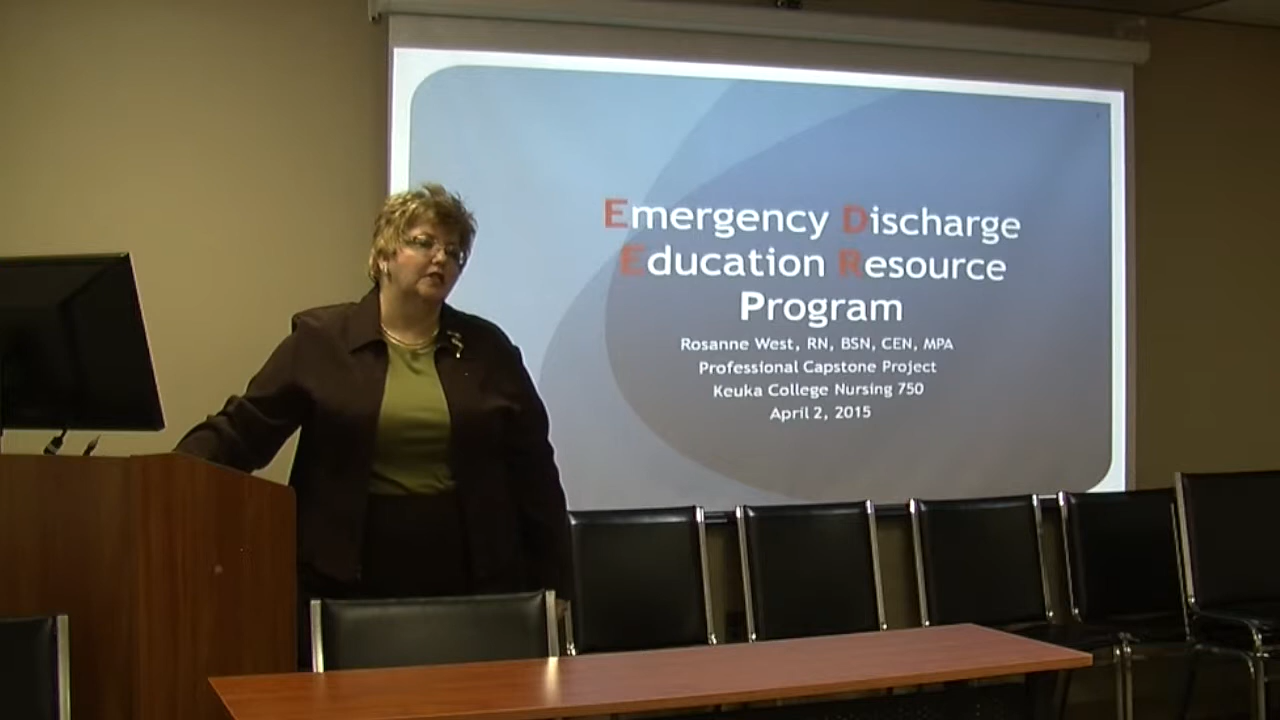 Emergency Discharge
Education Resource
Program
Rosanne West, RN, BSN, CEN, MPA
Professional Capstone Project
Keuka College Nursing 750
April 2, 2015